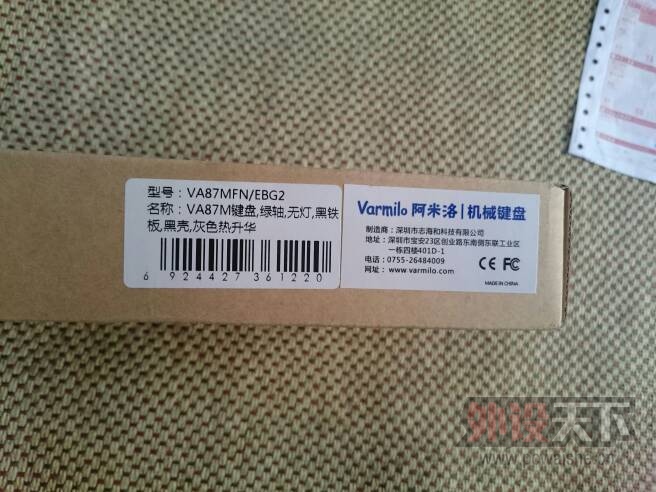 型号：VA87MFN/EBG2
名称：VA87M键盘,绿轴,无灯,黑铁
板,黑壳,灰色热升华
6 924427 361220
Varmilo 阿米洛 | 机械键盘
制造商：深圳市志海和科技有限公司
地址：深圳市宝安23区创业路东南侧东联工业区
一栋四楼401D-1
电话：0755-26484009
网址：www.varmilo.com
CE FC
MADE IN CHINA
外设天下